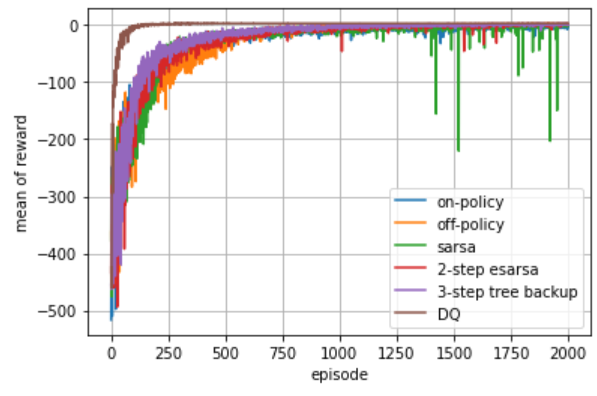 0
−100
−200
−300
−400
−500
mean of reward
on-policy
off-policy
sarsa
2-step esarsa
3-step tree backup
DQ
0 250 500 750 1000 1250 1500 1750 2000
episode